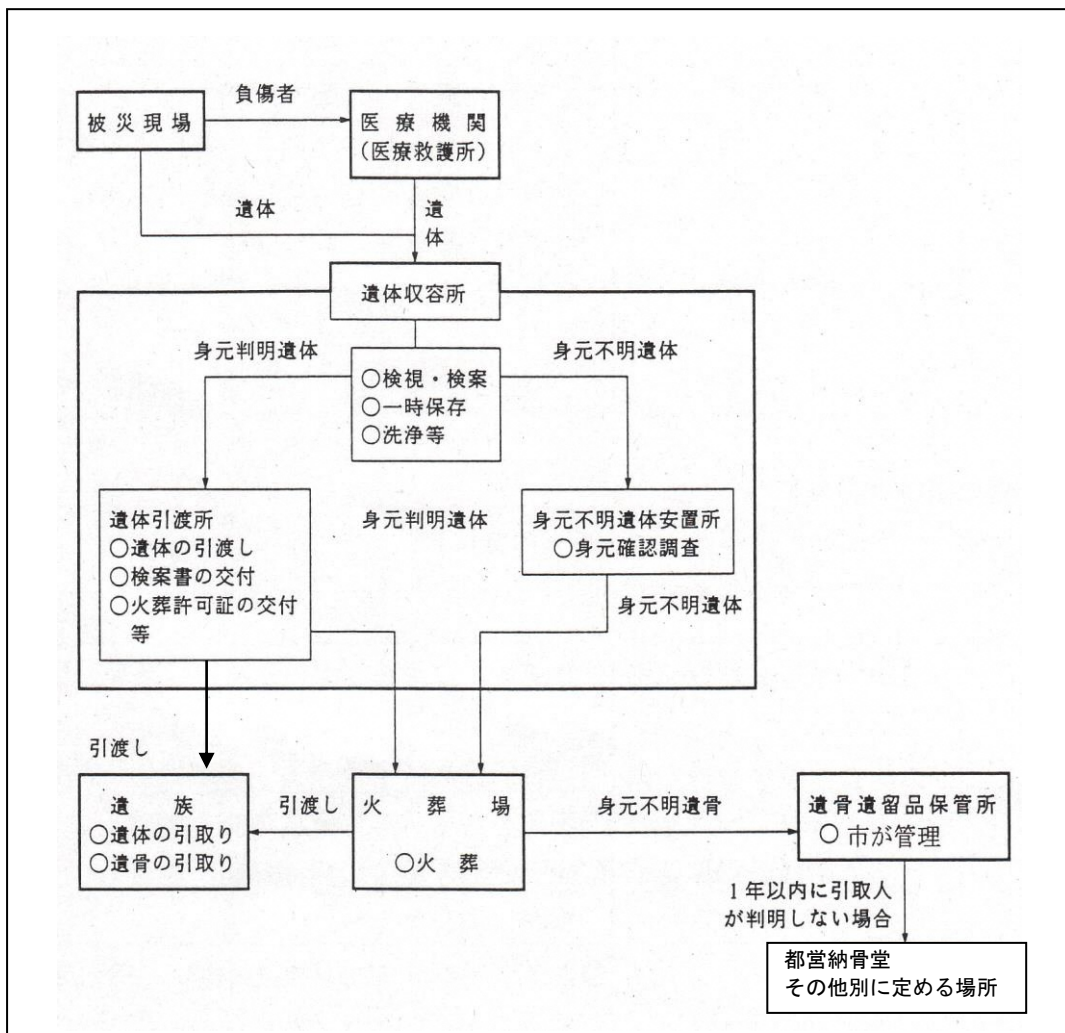 負傷者
被災現場
医療機関
(医療救護所)
遺体
遺
体
遺体収容所
身元判明遺体
身元不明遺体
○検視・検案
○一時保存
○洗浄等
遺体引渡所
○遺体の引渡し
○検案書の交付
○火葬許可証の交付
等
身元判明遺体
身元不明遺体安置所
○身元確認調査
身元不明遺体
引渡し
遺族
○遺体の引取り
○遺骨の引取り
引渡し
火葬場
○火葬
身元不明遺骨
遺骨遺留品保管所
○ 市が管理
1年以内に引取人
が判明しない場合
都営納骨堂
その他別に定める場所